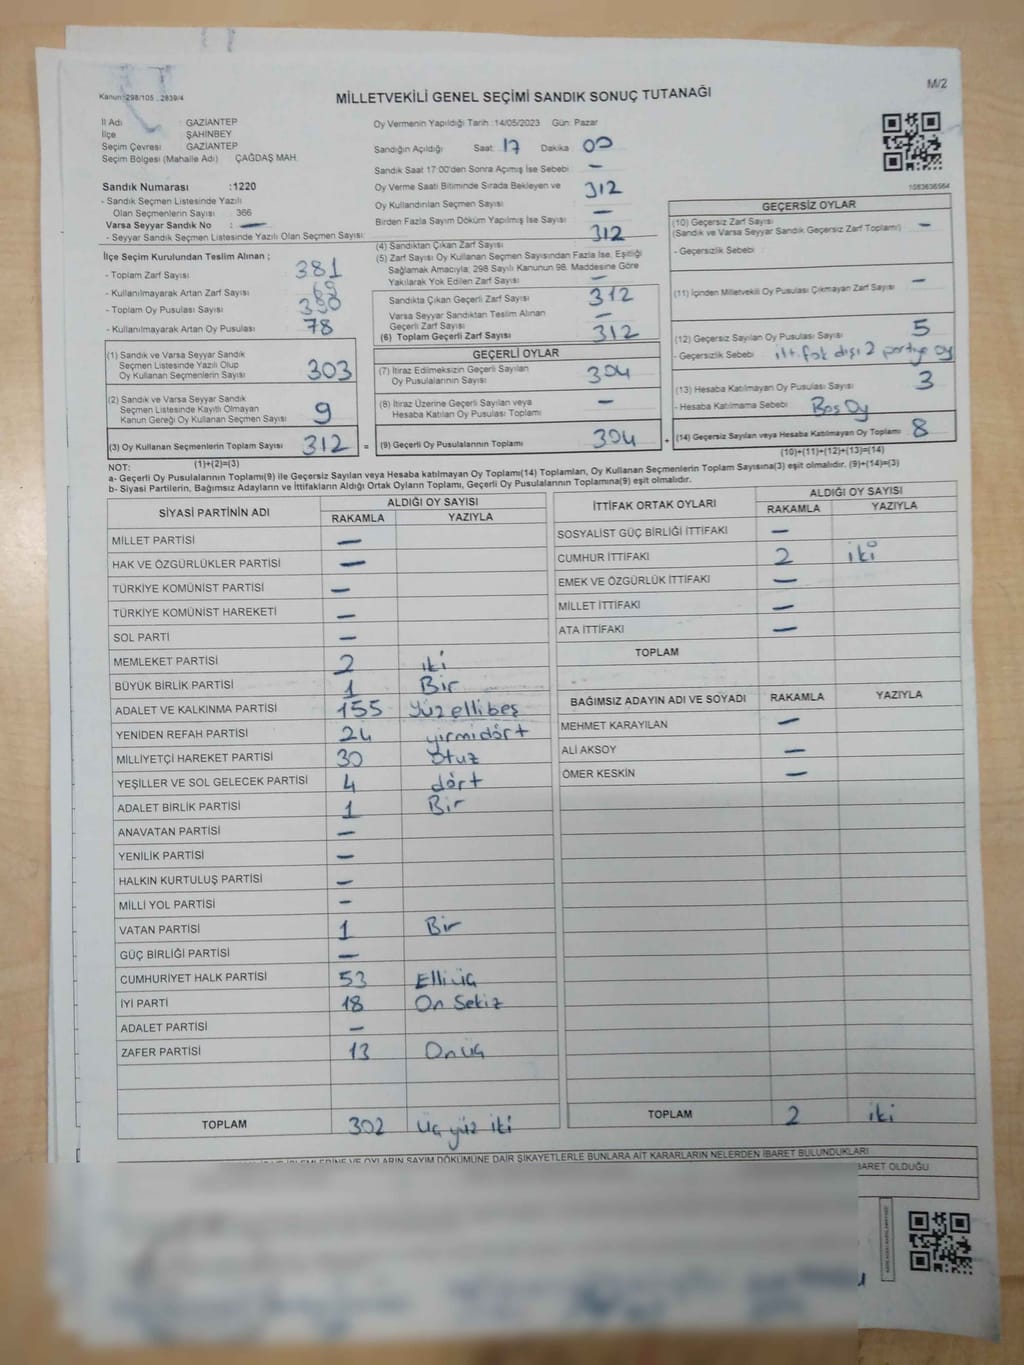 Kanun :298/105 , 2839/4
MİLLETVEKİLİ GENEL SEÇİMİ SANDIK SONUÇ TUTANAĞI
M/2
İl Adı : GAZİANTEP
İlçe : ŞAHİNBEY
Seçim Çevresi : GAZİANTEP
Seçim Bölgesi (Mahalle Adı) : ÇAĞDAŞ MAH.
Sandık Numarası :1220
- Sandık Seçmen Listesinde Yazılı
Olan Seçmenlerin Sayısı : 366
Varsa Seyyar Sandık No : —
- Seyyar Sandık Seçmen Listesinde Yazılı Olan Seçmen Sayısı:
İlçe Seçim Kurulundan Teslim Alınan ;
- Toplam Zarf Sayısı : 381
- Kullanılmayarak Artan Zarf Sayısı : 69
- Toplam Oy Pusulası Sayısı :
- Kullanılmayarak Artan Oy Pusulası : 78
(1) Sandık ve Varsa Seyyar Sandık
Seçmen Listesinde Yazılı Olup
Oy Kullanan Seçmenlerin Sayısı : 303
(2) Sandık ve Varsa Seyyar Sandık
Seçmen Listesinde Kayıtlı Olmayan
Kanun Gereği Oy Kullanan Seçmen Sayısı : 9
(3) Oy Kullanan Seçmenlerin Toplam Sayısı : 312 =
(1)+(2)=(3)
Oy Vermenin Yapıldığı Tarih :14/05/2023 Gün: Pazar
Sandığın Açıldığı Saat: 17 Dakika: 00
Sandık Saat 17:00'den Sonra Açımış İse Sebebi : —
Oy Verme Saati Bitiminde Sırada Bekleyen ve
Oy Kullandırılan Seçmen Sayısı : 312
Birden Fazla Sayım Döküm Yapılmış İse Sayısı : —
(4) Sandıktan Çıkan Zarf Sayısı : 312
(5) Zarf Sayısı Oy Kullanan Seçmen Sayısından Fazla İse, Eşitliği
Sağlamak Amacıyla; 298 Sayılı Kanunun 98. Maddesine Göre
Yakılarak Yok Edilen Zarf Sayısı : —
Sandıkta Çıkan Geçerli Zarf Sayısı : 312
Varsa Seyyar Sandıktan Teslim Alınan
Geçerli Zarf Sayısı : —
(6) Toplam Geçerli Zarf Sayısı : 312
GEÇERLİ OYLAR
(7) İtiraz Edilmeksizin Geçerli Sayılan
Oy Pusulalarının Sayısı : 304
(8) İtiraz Üzerine Geçerli Sayılan veya
Hesaba Katılan Oy Pusulası Toplamı : —
(9) Geçerli Oy Pusulalarının Toplamı : 304 +
1083636564
GEÇERSİZ OYLAR
(10) Geçersiz Zarf Sayısı
(Sandık ve Varsa Seyyar Sandık Geçersiz Zarf Toplamı) : —
- Geçersizlik Sebebi :
(11) İçinden Milletvekili Oy Pusulası Çıkmayan Zarf Sayısı : —
(12) Geçersiz Sayılan Oy Pusulası Sayısı : 5
- Geçersizlik Sebebi : itt.fak dışı 2 partiye oy
(13) Hesaba Katılmayan Oy Pusulası Sayısı : 3
- Hesaba Katılmama Sebebi : Boş Oy
(14) Geçersiz Sayılan veya Hesaba Katılmayan Oy Toplamı : 8
(10)+(11)+(12)+(13)=(14)
NOT:
a- Geçerli Oy Pusulalarının Toplamı(9) ile Geçersiz Sayılan veya Hesaba katılmayan Oy Toplamı(14) Toplamları, Oy Kullanan Seçmenlerin Toplam Sayısına(3) eşit olmalıdır. (9)+(14)=(3)
b- Siyasi Partilerin, Bağımsız Adayların ve İttifakların Aldığı Ortak Oyların Toplamı, Geçerli Oy Pusulalarının Toplamına(9) eşit olmalıdır.
SİYASİ PARTİNİN ADI ALDIĞI OY SAYISI
RAKAMLA YAZIYLA
MİLLET PARTİSİ —
HAK VE ÖZGÜRLÜKLER PARTİSİ —
TÜRKİYE KOMÜNİST PARTİSİ —
TÜRKİYE KOMÜNİST HAREKETİ —
SOL PARTİ —
MEMLEKET PARTİSİ 2 iki
BÜYÜK BİRLİK PARTİSİ 1 Bir
ADALET VE KALKINMA PARTİSİ 155 Yüzellibeş
YENİDEN REFAH PARTİSİ 24 yirmidört
MİLLİYETÇİ HAREKET PARTİSİ 30 Otuz
YEŞİLLER VE SOL GELECEK PARTİSİ 4 dört
ADALET BİRLİK PARTİSİ 1 Bir
ANAVATAN PARTİSİ —
YENİLİK PARTİSİ —
HALKIN KURTULUŞ PARTİSİ —
MİLLİ YOL PARTİSİ —
VATAN PARTİSİ 1 Bir
GÜÇ BİRLİĞİ PARTİSİ —
CUMHURİYET HALK PARTİSİ 53 Elliüç
İYİ PARTİ 18 On Sekiz
ADALET PARTİSİ —
ZAFER PARTİSİ 13 Onüç
TOPLAM 302 Üç yüz iki
İTTİFAK ORTAK OYLARI ALDIĞI OY SAYISI
RAKAMLA YAZIYLA
SOSYALİST GÜÇ BİRLİĞİ İTTİFAKI —
CUMHUR İTTİFAKI 2 iki
EMEK VE ÖZGÜRLÜK İTTİFAKI —
MİLLET İTTİFAKI —
ATA İTTİFAKI —
TOPLAM
BAĞIMSIZ ADAYIN ADI VE SOYADI RAKAMLA YAZIYLA
MEHMET KARAYILAN —
ALİ AKSOY —
ÖMER KESKİN —
TOPLAM 2 iki
OYLARIN SAYIM DÖKÜMÜNE DAİR ŞİKAYETLERLE BUNLARA AİT KARARLARIN NELERDEN İBARET BULUNDUKLARI
İBARET OLDUĞU